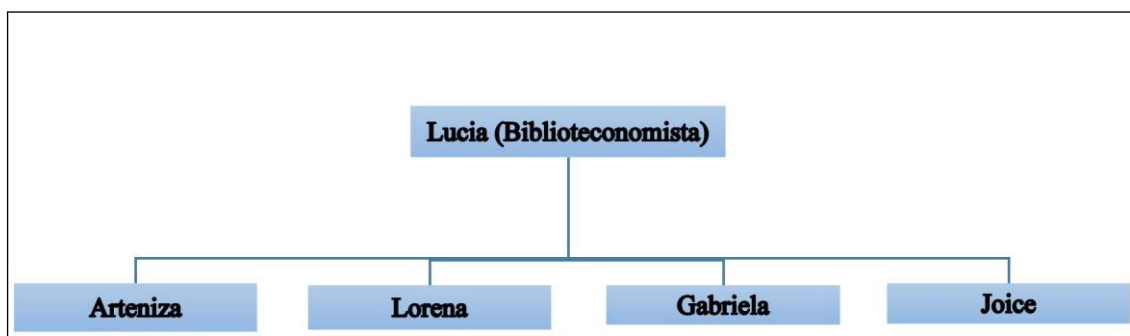 Lucia (Biblioteconomista)
Arteniza
Lorena
Gabriela
Joice